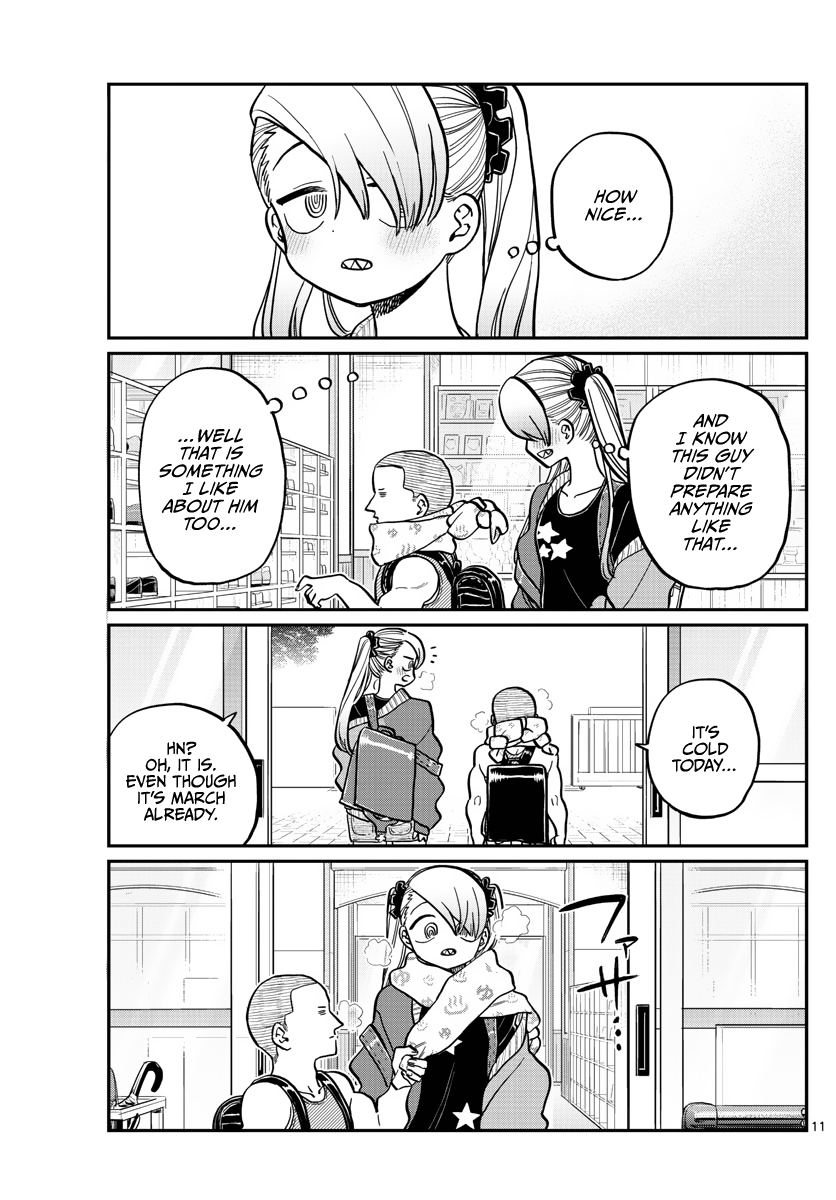 HOW
NICE...
AND
I KNOW
THIS GUY
DIDN'T
PREPARE
ANYTHING
LIKE
THAT...
...WELL
THAT IS
SOMETHING
I LIKE
ABOUT HIM
TOO...
IT'S
COLD
TODAY...
HN?
OH, IT IS.
EVEN THOUGH
IT'S MARCH
ALREADY.
ファサ…
11